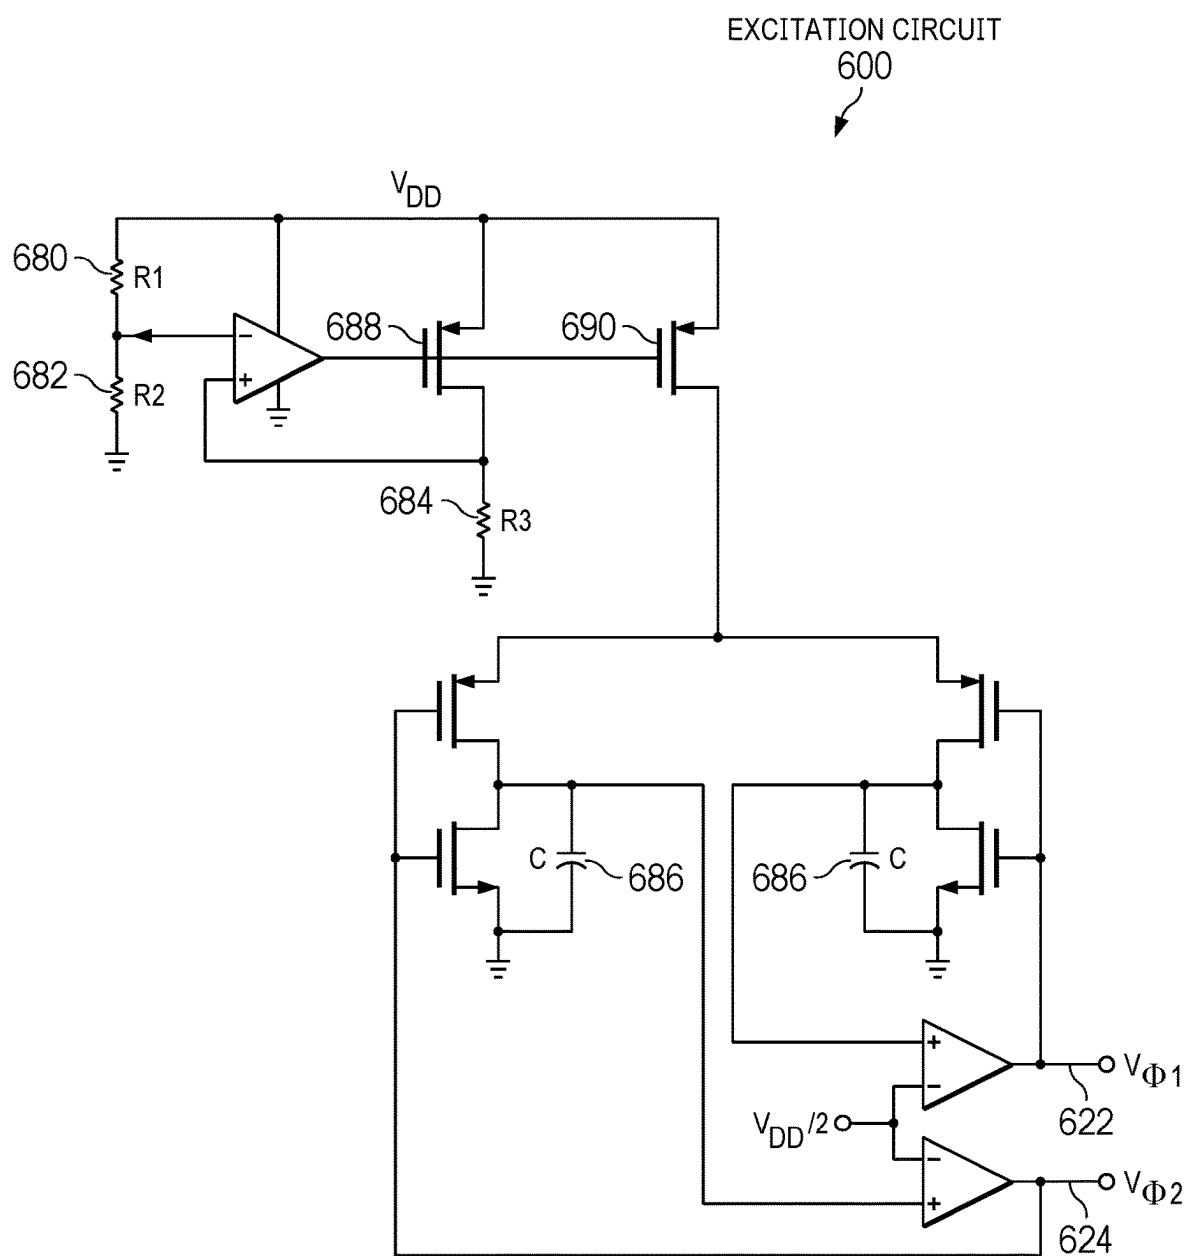 EXCITATION CIRCUIT
600
VDD
680
R1
688
690
−
+
682
R2
684
R3
C
686
686
C
+
−
VΦ1
622
VDD/2
−
+
VΦ2
624